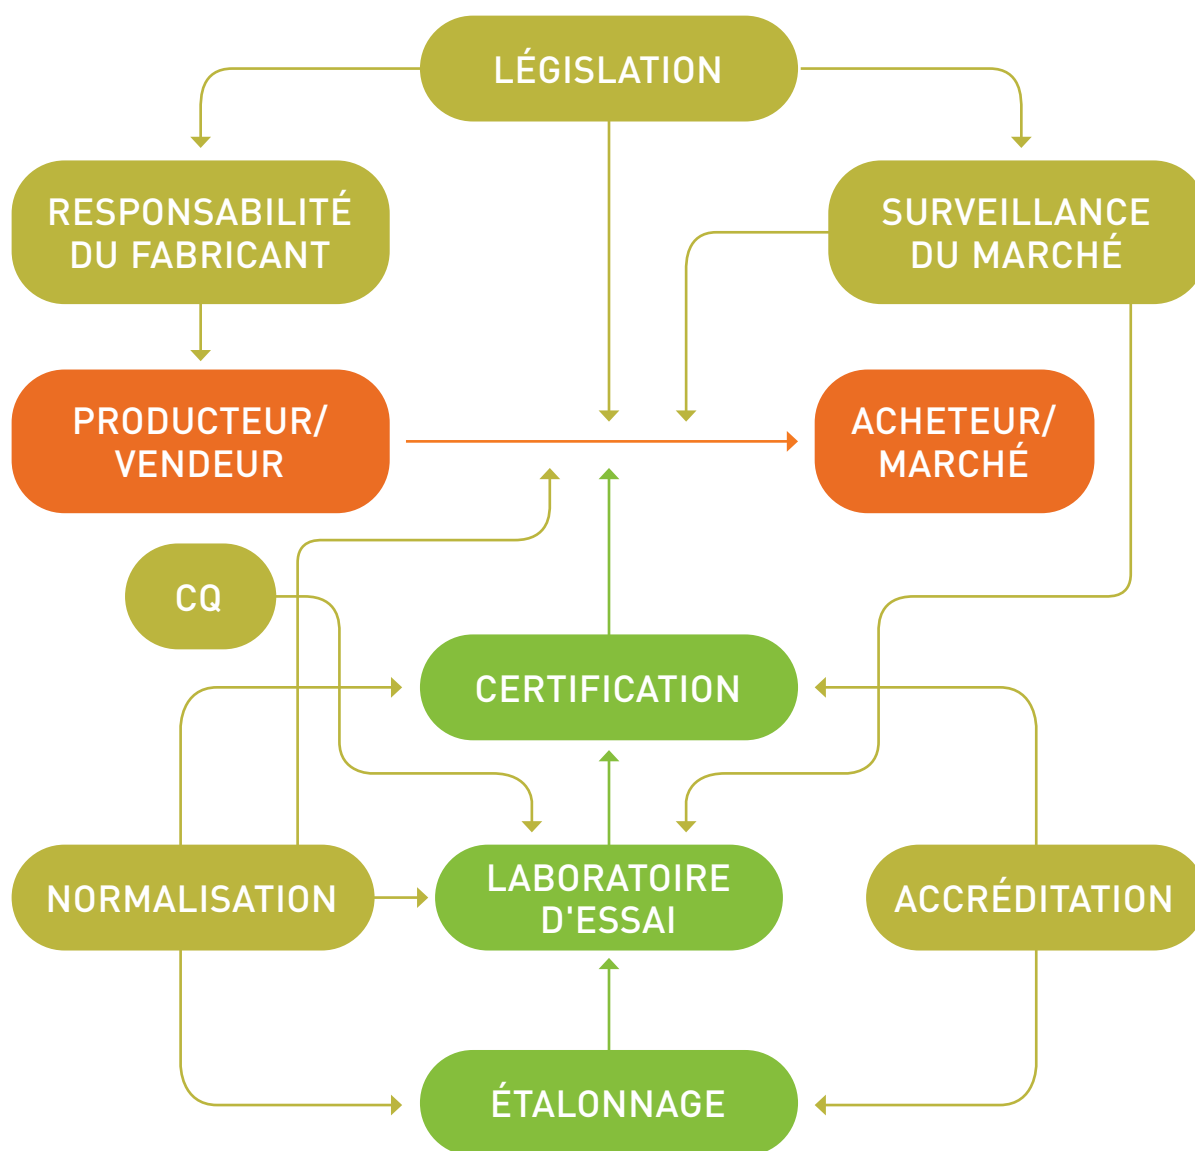 LÉGISLATION
RESPONSABILITÉ
DU FABRICANT
SURVEILLANCE
DU MARCHÉ
PRODUCTEUR/
VENDEUR
ACHETEUR/
MARCHÉ
CQ
CERTIFICATION
NORMALISATION
LABORATOIRE
D'ESSAI
ACCRÉDITATION
ÉTALONNAGE